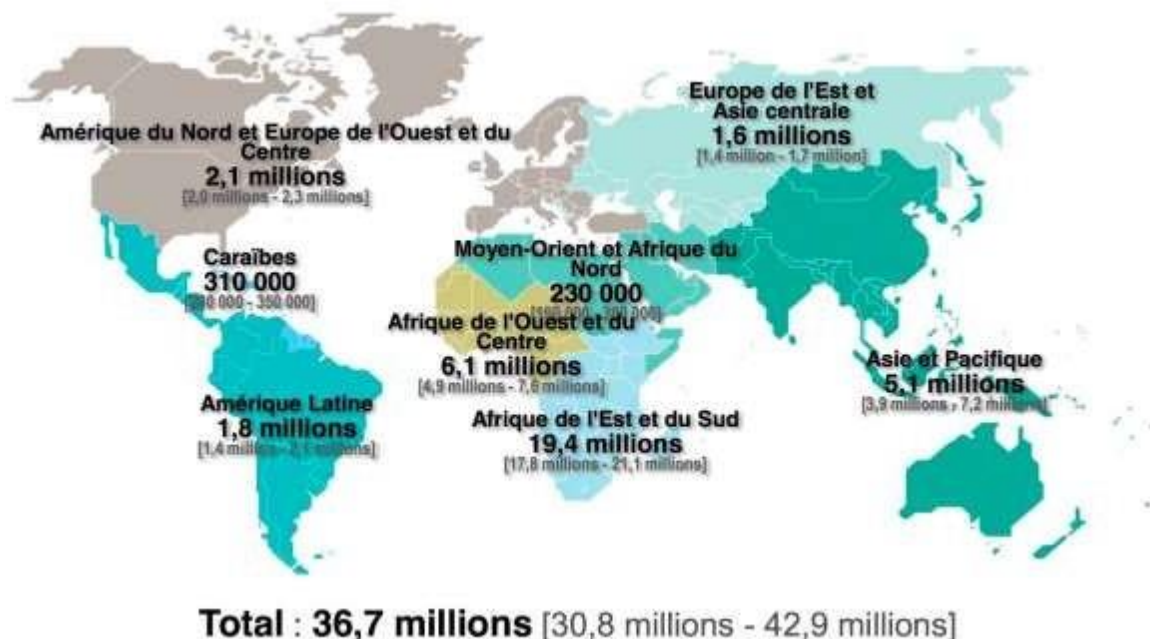 Europe de l'Est et
Asie centrale
1,6 millions
[1,4 million - 1,7 million]
Amérique du Nord et Europe de l'Ouest et du
Centre
2,1 millions
[2,0 millions - 2,3 millions]
Caraïbes
310 000
[280 000 - 350 000]
Moyen-Orient et Afrique du
Nord
230 000
Afrique de l'Ouest et du
Centre
6,1 millions
[4,9 millions - 7,6 millions]
Asie et Pacifique
5,1 millions
[3,9 millions - 7,2 millions]
Amérique Latine
1,8 millions
[1,4 million - 2,1 millions]
Afrique de l'Est et du Sud
19,4 millions
[17,8 millions - 21,1 millions]
Total : 36,7 millions [30,8 millions - 42,9 millions]